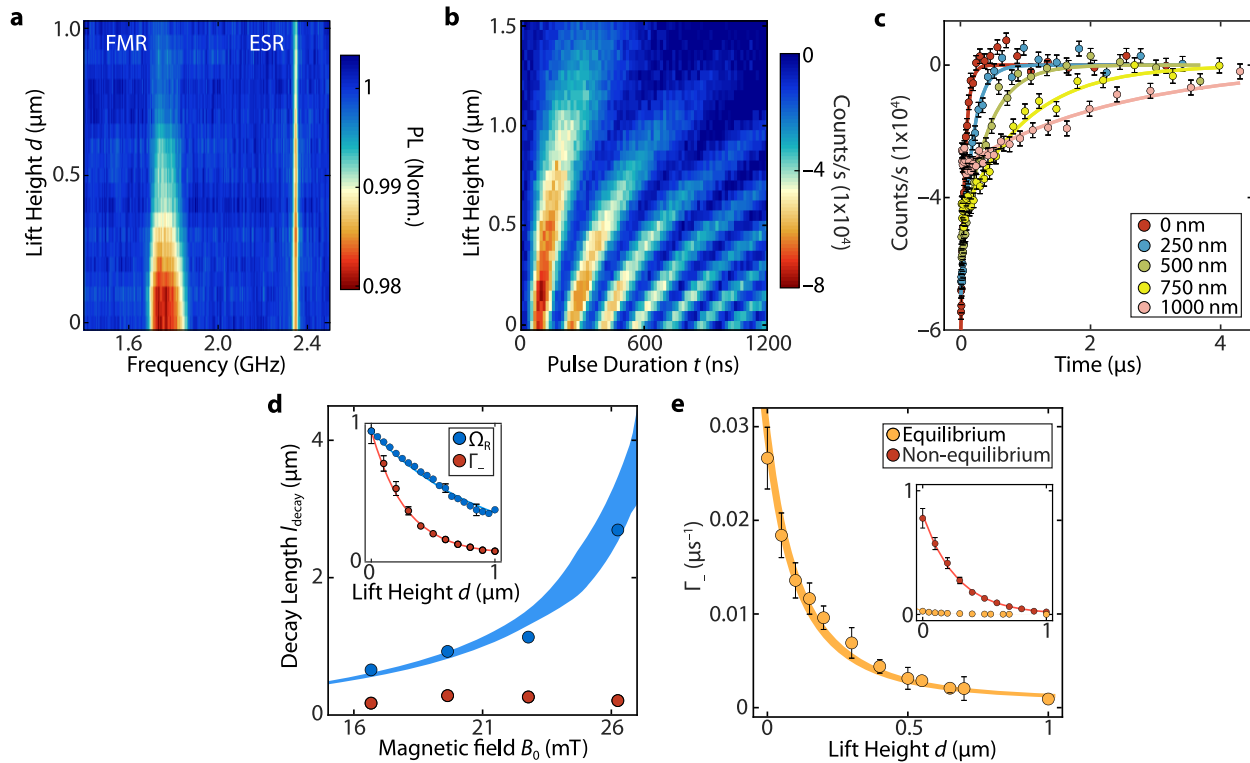 a
1.0
0.5
0
Lift Height d (μm)
FMR
ESR
1.6
2.0
2.4
Frequency (GHz)
1
0.99
0.98
PL (Norm.)
b
1.5
1.0
0.5
0
Lift Height d (μm)
0
600
1200
Pulse Duration t (ns)
0
−4
−8
Counts/s (1x10⁴)
c
0
−2
−4
−6
Counts/s (1x10⁴)
0
2
4
Time (μs)
0 nm
250 nm
500 nm
750 nm
1000 nm
d
4
2
0
Decay Length l_decay (μm)
16
21
26
Magnetic field B₀ (mT)
1
0
0
1
Lift Height d (μm)
Ω_R
Γ₋
e
0.03
0.02
0.01
0
Γ₋ (μs⁻¹)
0
0.5
1
Lift Height d (μm)
Equilibrium
Non-equilibrium
1
0
0
1